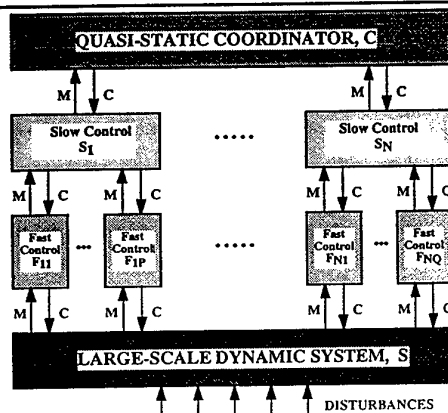 QUASI-STATIC COORDINATOR, C
M C M C
Slow Control
S1
.....
Slow Control
SN
M C M C M C M C
Fast
Control
F11
...
Fast
Control
F1P
.....
Fast
Control
FN1
...
Fast
Control
FNQ
M C M C M C M C
LARGE-SCALE DYNAMIC SYSTEM, S
DISTURBANCES